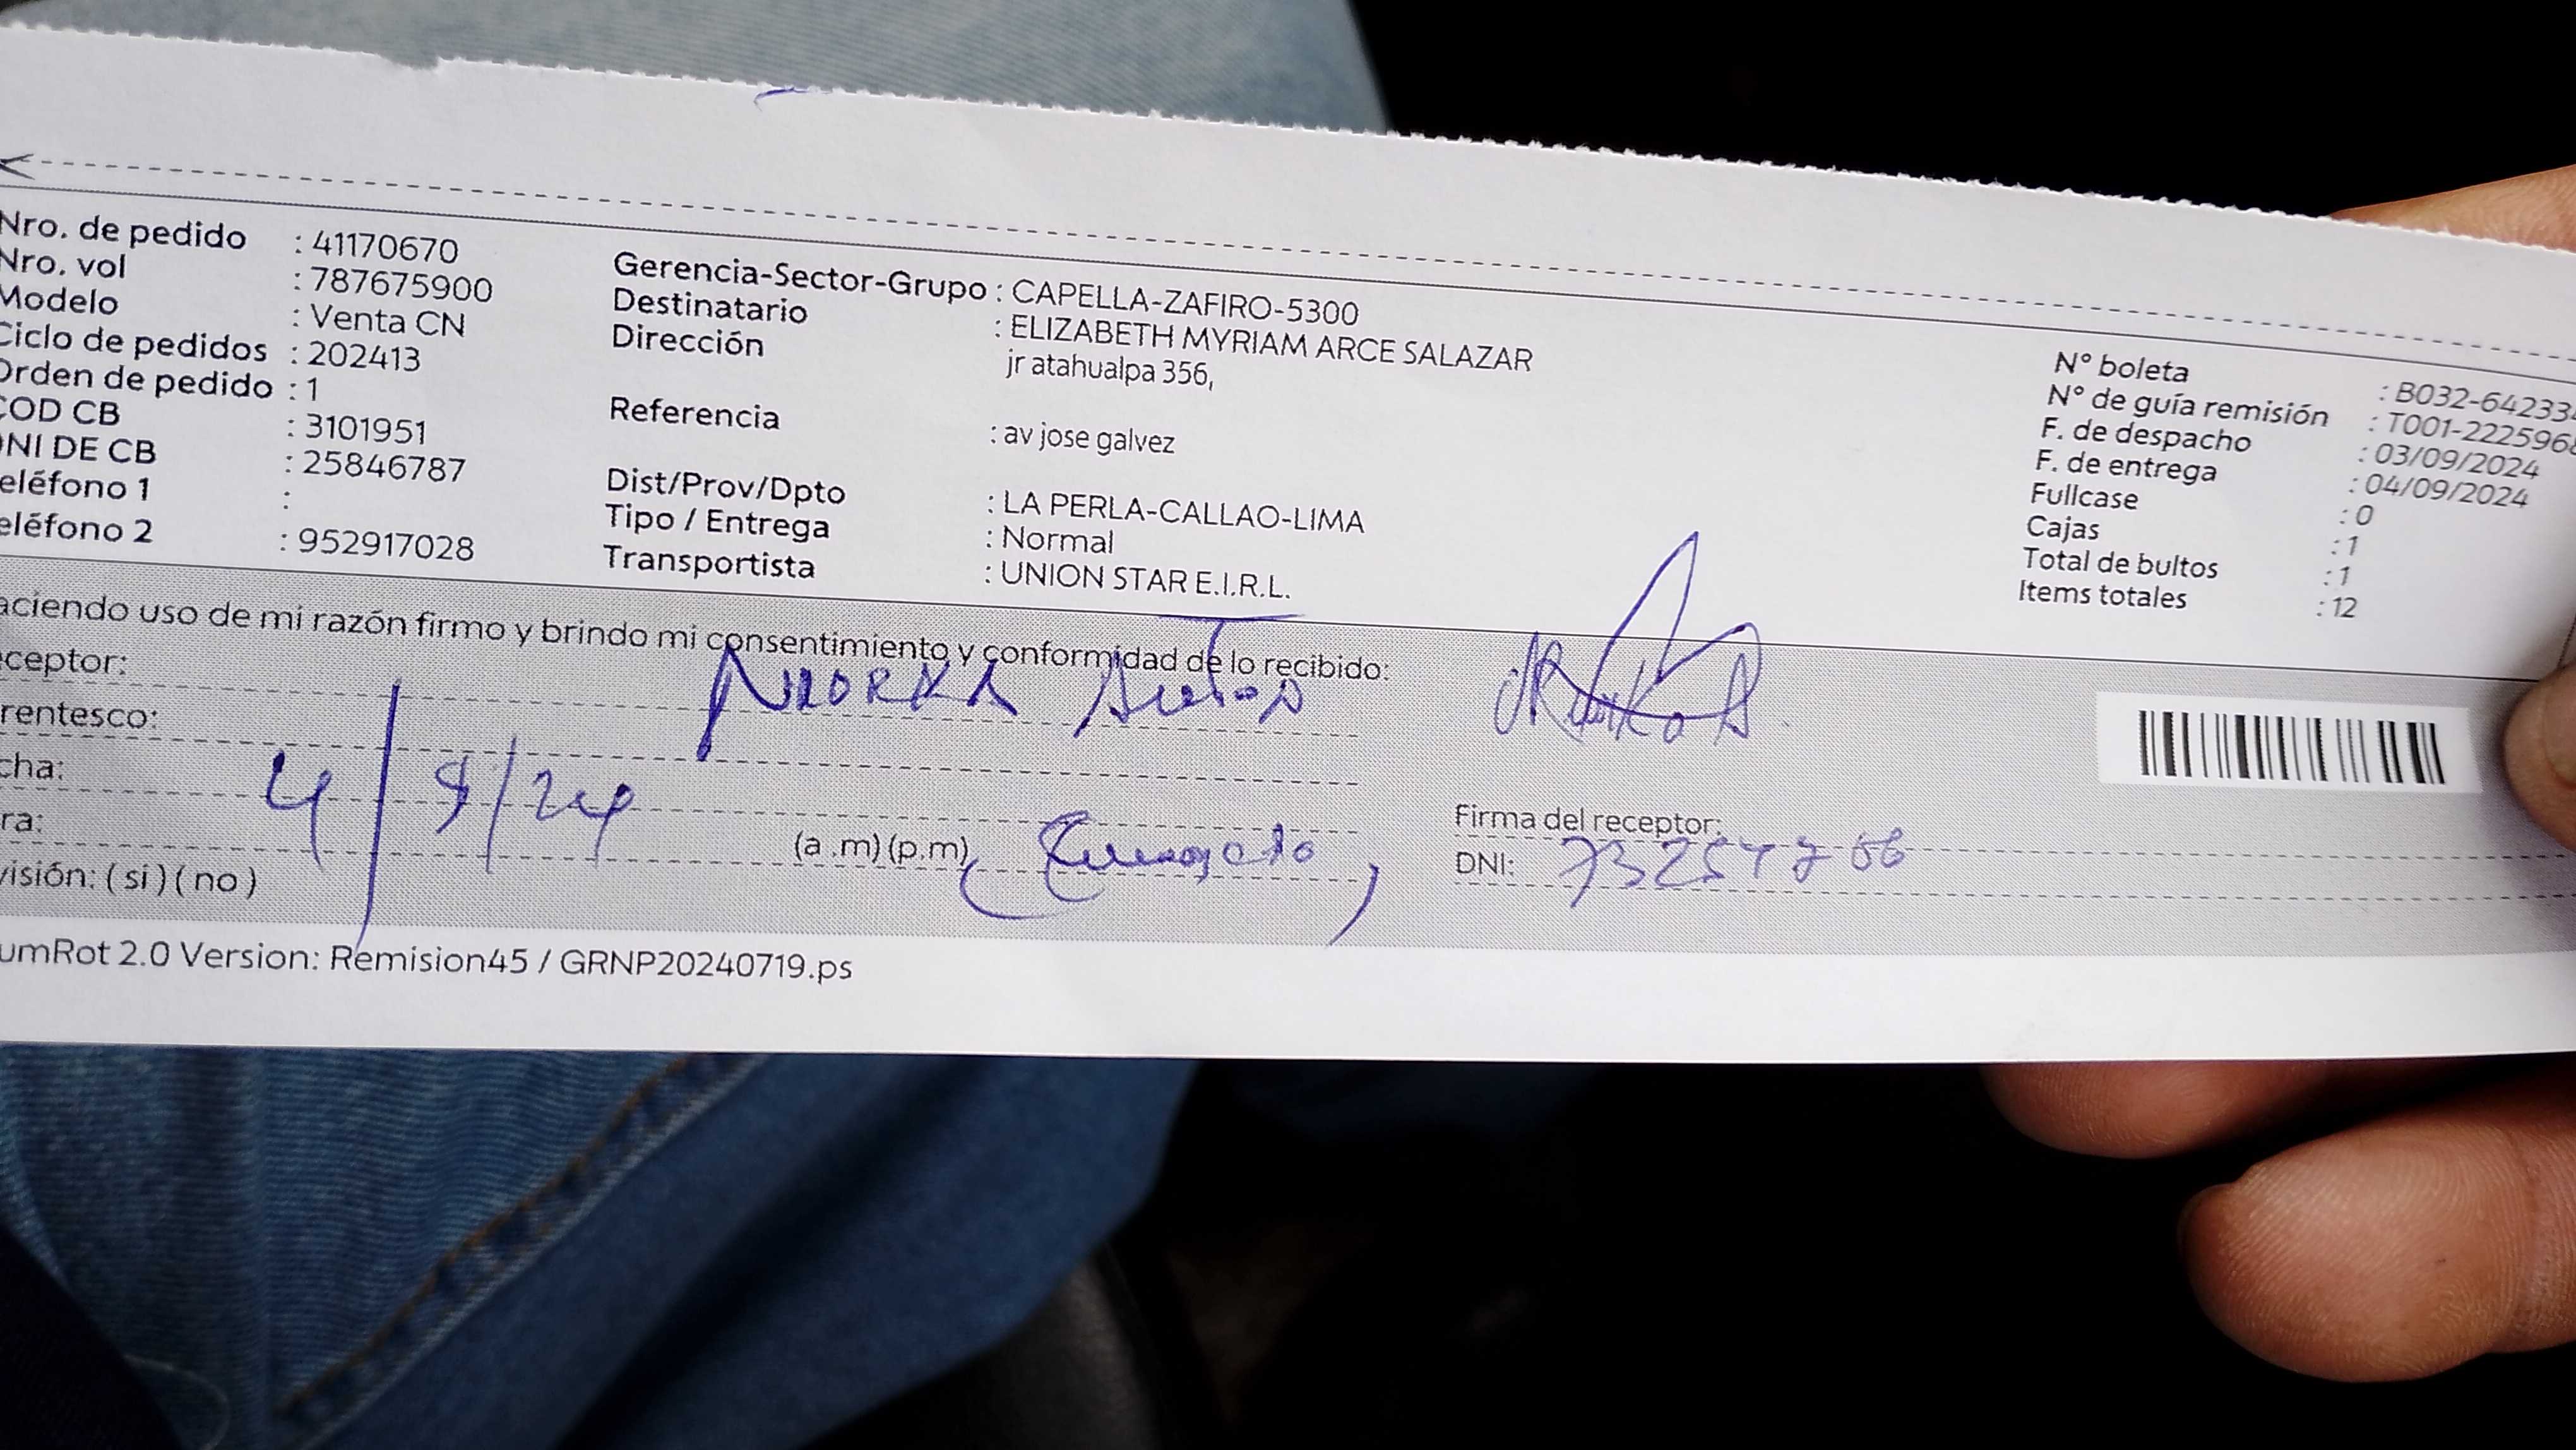 Nro. de pedido : 41170670
Nro. vol : 787675900
Modelo : Venta CN
Ciclo de pedidos : 202413
Orden de pedido : 1
COD CB : 3101951
DNI DE CB : 25846787
eléfono 1 :
eléfono 2 : 952917028
Gerencia-Sector-Grupo : CAPELLA-ZAFIRO-5300
Destinatario : ELIZABETH MYRIAM ARCE SALAZAR
Dirección jr atahualpa 356,
Referencia : av jose galvez
Dist/Prov/Dpto : LA PERLA-CALLAO-LIMA
Tipo / Entrega : Normal
Transportista : UNION STAR E.I.R.L.
N° boleta : B032-64233
N° de guía remisión : T001-222596
F. de despacho : 03/09/2024
F. de entrega : 04/09/2024
Fullcase : 0
Cajas : 1
Total de bultos : 1
Items totales : 12
aciendo uso de mi razón firmo y brindo mi consentimiento y conformidad de lo recibido:
ceptor:
rentesco:
cha: 4/9/24
ra: (a .m) (p.m)
visión: ( si ) ( no )
Firma del receptor:
DNI:
umRot 2.0 Version: Remision45 / GRNP20240719.ps